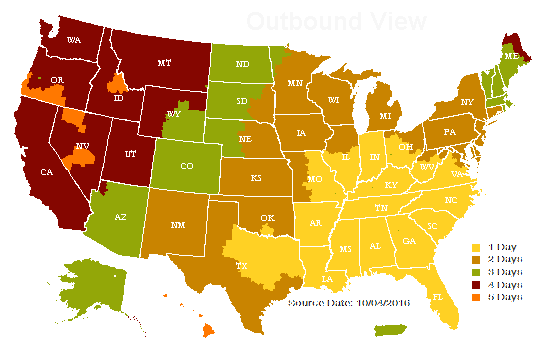 Outbound View
WA
ME
MT
ND
OR
MN
ID
SD
WI
NY
WY
MI
IA
PA
NE
NV
OH
IL
IN
UT
CO
WV
VA
CA
KS
MO
KY
NC
TN
OK
AZ
NM
AR
SC
MS
AL
GA
1 Day
2 Days
TX
3 Days
LA
4 Days
FL
5 Days
Source Date: 10/04/2016